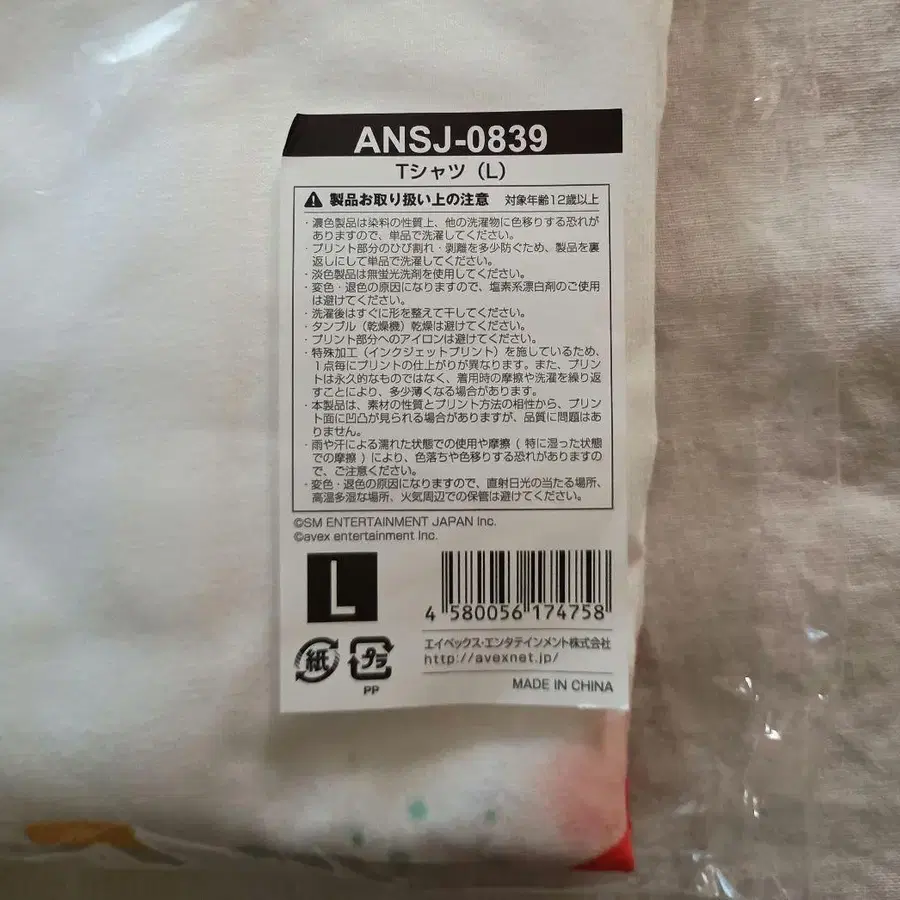 ANSJ-0839
Tシャツ（L）
製品お取り扱い上の注意 対象年齢12歳以上
・濃色製品は染料の性質上、他の洗濯物に色移りする恐れが
ありますので、単品で洗濯してください。
・プリント部分のひび割れ・剥離を多少防ぐため、製品を裏
返しにして単品で洗濯してください。
・淡色製品は無蛍光洗剤を使用してください。
・変色・退色の原因になりますので、塩素系漂白剤のご使用
は避けてください。
・洗濯後はすぐに形を整えて干してください。
・タンブル（乾燥機）乾燥は避けてください。
・プリント部分へのアイロンは避けてください。
・特殊加工（インクジェットプリント）を施しているため、
１点毎にプリントの仕上がりが異なります。また、プリン
トは永久的なものではなく、着用時の摩擦や洗濯を繰り返
すことにより、多少薄くなる場合があります。
・本製品は、素材の性質とプリント方法の相性から、プリン
ト面に凹凸が見られる場合がありますが、品質に問題はあ
りません。
・雨や汗による濡れた状態での使用や摩擦（特に湿った状態
での摩擦）により、色落ちや色移りする恐れがありますの
で、ご注意ください。
・変色・退色の原因になりますので、直射日光の当たる場所、
高温多湿な場所、火気周辺での保管は避けてください。
©SM ENTERTAINMENT JAPAN Inc.
©avex entertainment Inc.
L
4 580056 174758
エイベックス・エンタテインメント株式会社
http://avexnet.jp/
紙 プラ
PP
MADE IN CHINA